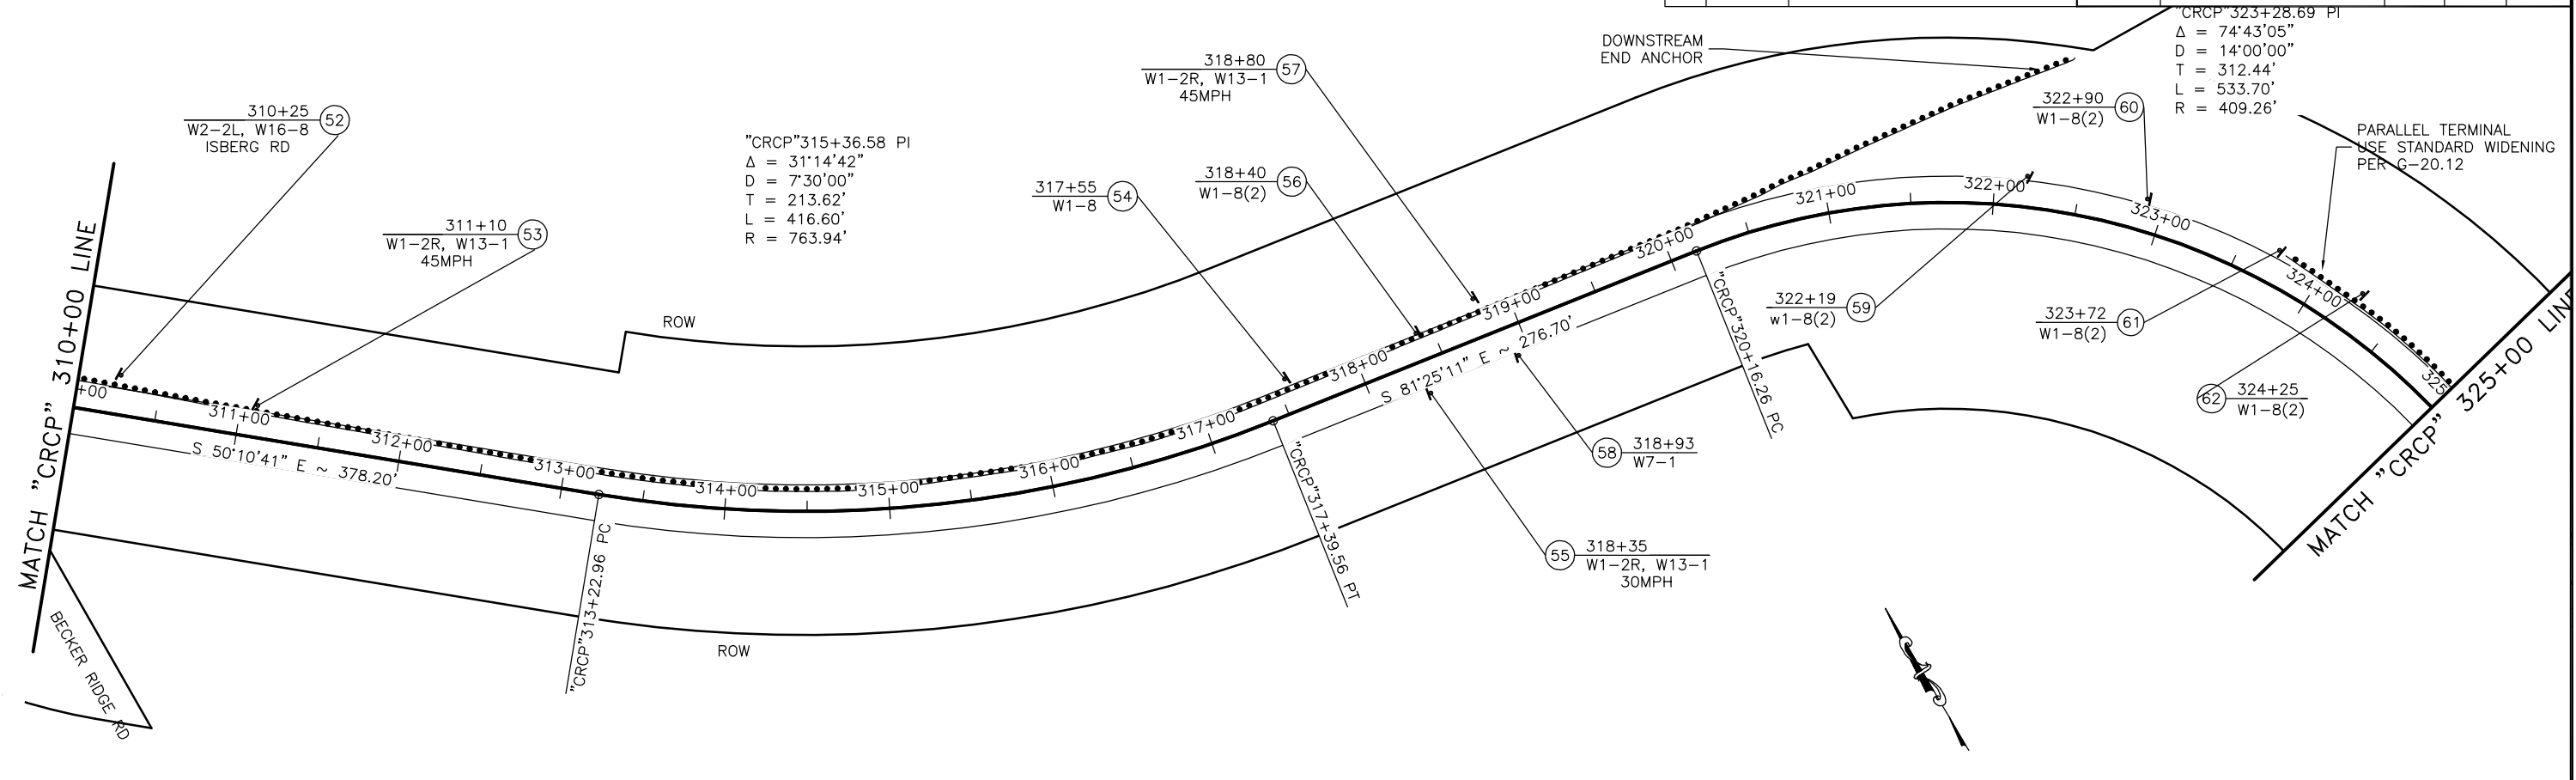 MATCH "CRCP" 310+00 LINE
BECKER RIDGE RD
310+25 52
W2-2L, W16-8
ISBERG RD
311+10 53
W1-2R, W13-1
45MPH
"CRCP"315+36.58 PI
Δ = 31°14'42"
D = 7°30'00"
T = 213.62'
L = 416.60'
R = 763.94'
ROW
ROW
+00
311+00
312+00
313+00
314+00
315+00
316+00
317+00
318+00
319+00
320+00
321+00
322+00
323+00
324+00
325
S 50°10'41" E ~ 378.20'
"CRCP"313+22.96 PC
317+55 54
W1-8
318+40 56
W1-8(2)
318+80 57
W1-2R, W13-1
45MPH
S 81°25'11" E ~ 276.70'
"CRCP"317+39.56 PT
55 318+35
W1-2R, W13-1
30MPH
58 318+93
W7-1
"CRCP"320+16.26 PC
DOWNSTREAM
END ANCHOR
322+19 59
w1-8(2)
322+90 60
W1-8(2)
323+72 61
W1-8(2)
62 324+25
W1-8(2)
"CRCP"323+28.69 PI
Δ = 74°43'05"
D = 14°00'00"
T = 312.44'
L = 533.70'
R = 409.26'
PARALLEL TERMINAL
USE STANDARD WIDENING
PER G-20.12
MATCH "CRCP" 325+00 LINE